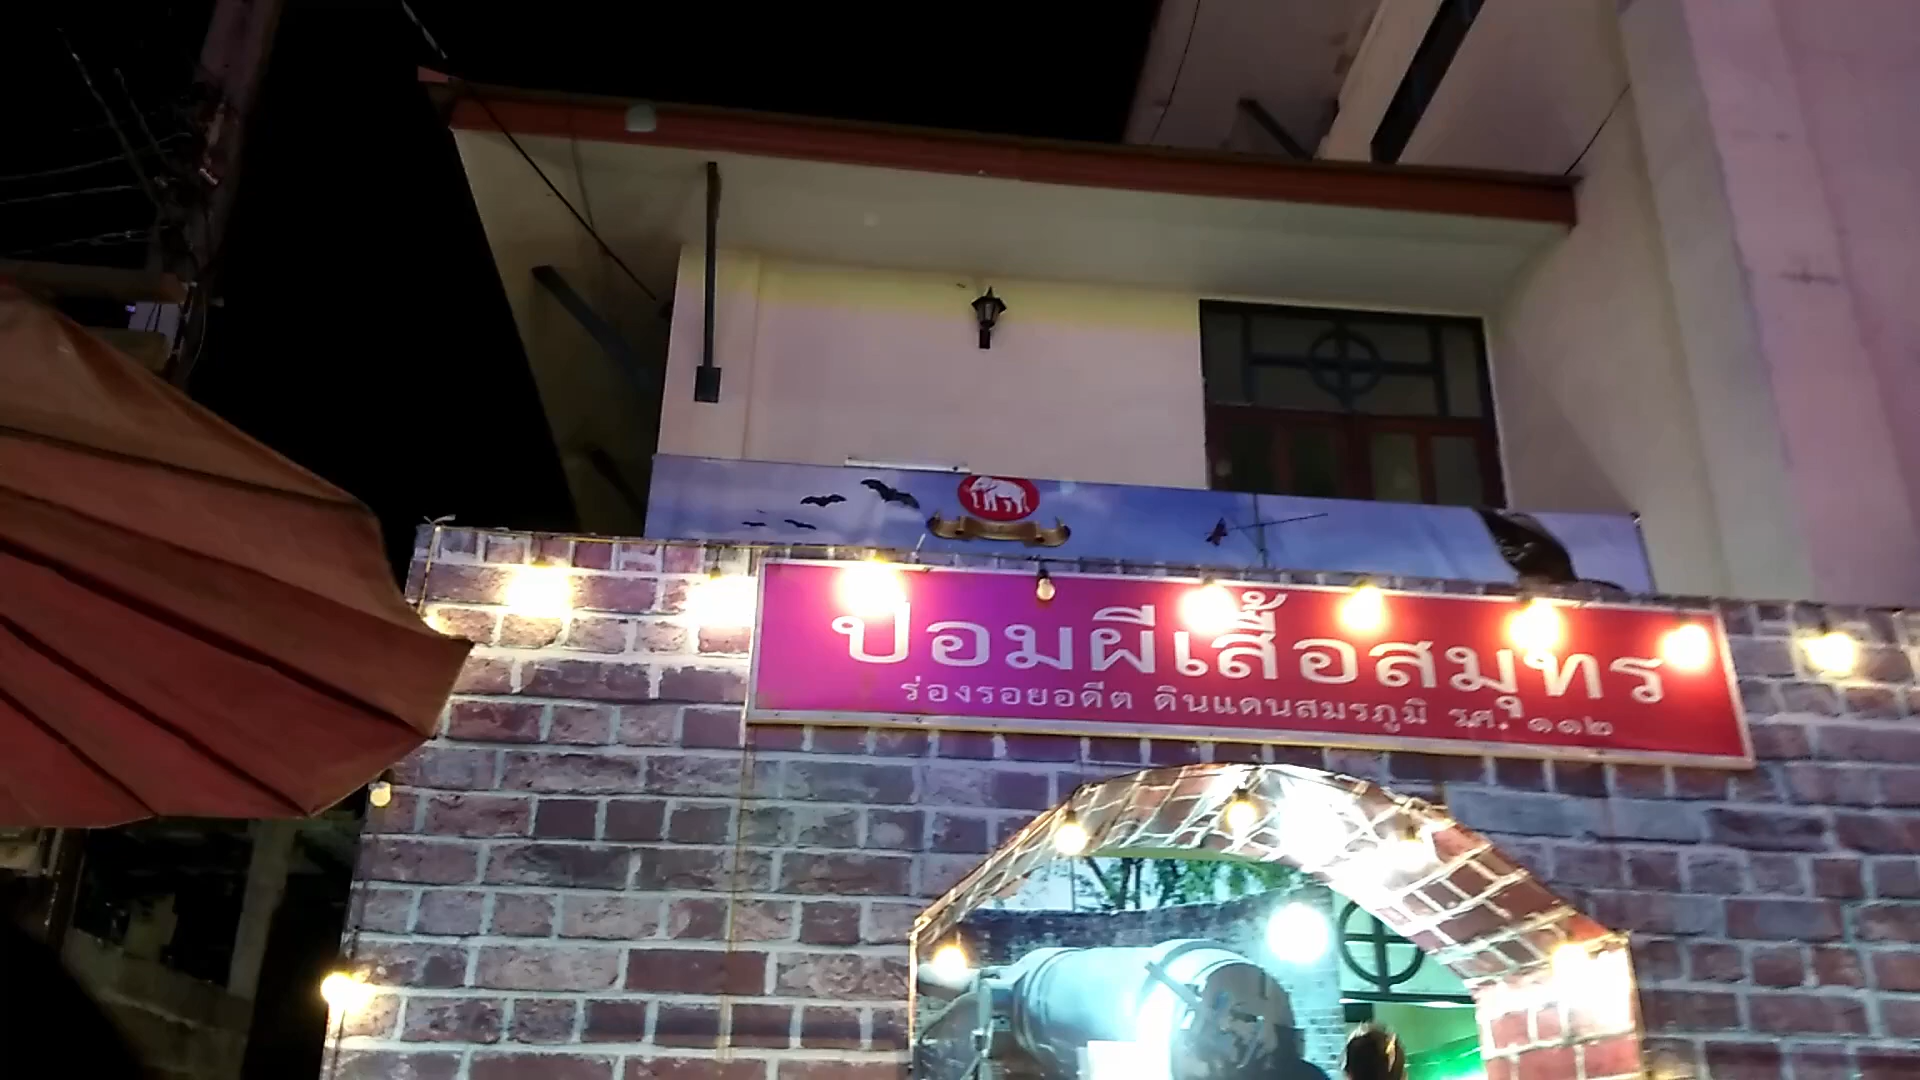 ป้อมผีเสื้อสมุทร
ร่องรอยอดีต ดินแดนสมรภูมิ รศ. ๑๑๒